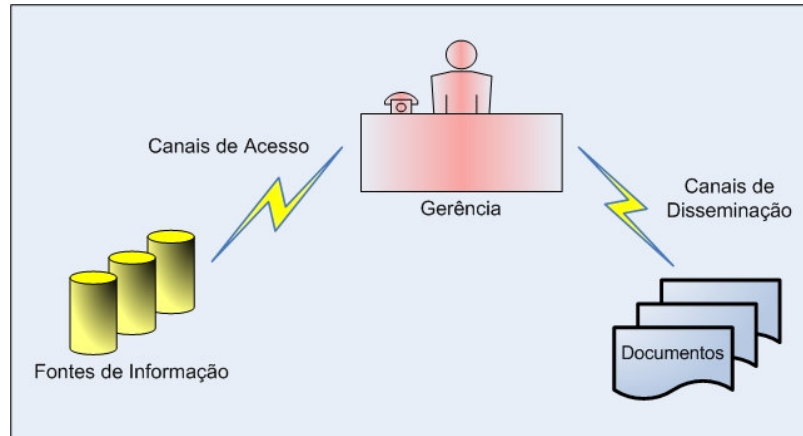 Canais de Acesso
Gerência
Canais de
Disseminação
Fontes de Informação
Documentos